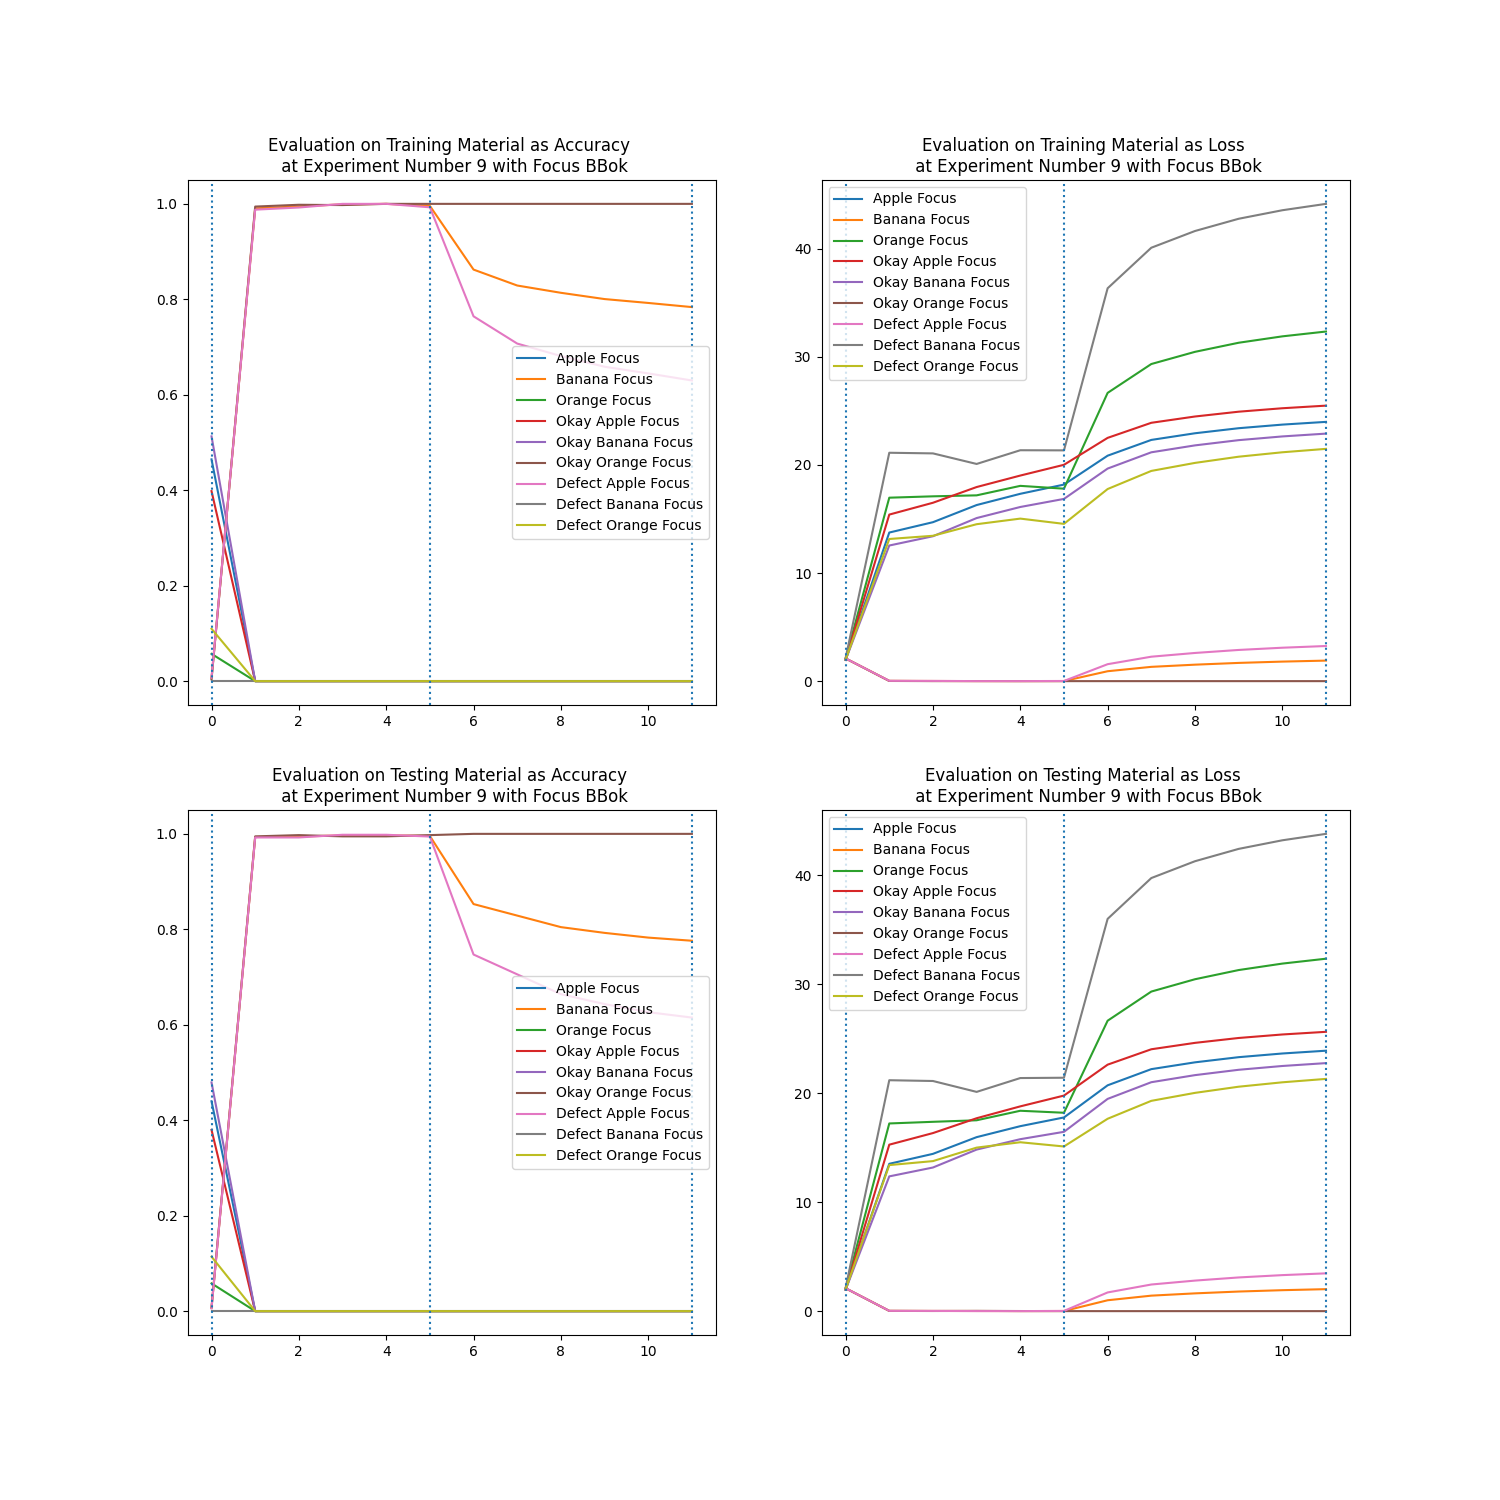 Evaluation on Training Material as Accuracy
at Experiment Number 9 with Focus BBok
1.0
0.8
0.6
0.4
0.2
0.0
0 2 4 6 8 10
Apple Focus
Banana Focus
Orange Focus
Okay Apple Focus
Okay Banana Focus
Okay Orange Focus
Defect Apple Focus
Defect Banana Focus
Defect Orange Focus
Evaluation on Training Material as Loss
at Experiment Number 9 with Focus BBok
40
30
20
10
0
0 2 4 6 8 10
Apple Focus
Banana Focus
Orange Focus
Okay Apple Focus
Okay Banana Focus
Okay Orange Focus
Defect Apple Focus
Defect Banana Focus
Defect Orange Focus
Evaluation on Testing Material as Accuracy
at Experiment Number 9 with Focus BBok
1.0
0.8
0.6
0.4
0.2
0.0
0 2 4 6 8 10
Apple Focus
Banana Focus
Orange Focus
Okay Apple Focus
Okay Banana Focus
Okay Orange Focus
Defect Apple Focus
Defect Banana Focus
Defect Orange Focus
Evaluation on Testing Material as Loss
at Experiment Number 9 with Focus BBok
40
30
20
10
0
0 2 4 6 8 10
Apple Focus
Banana Focus
Orange Focus
Okay Apple Focus
Okay Banana Focus
Okay Orange Focus
Defect Apple Focus
Defect Banana Focus
Defect Orange Focus